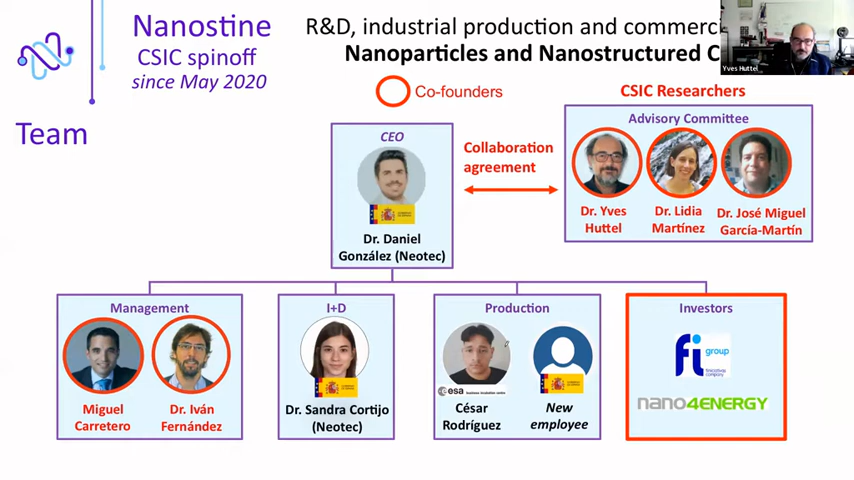 Nanostine
CSIC spinoff
since May 2020
R&D, industrial production and commerc
Nanoparticles and Nanostructured C
Yves Huttel
Team
Co-founders
CSIC Researchers
Advisory Committee
CEO
Collaboration
agreement
Dr. Yves
Huttel
Dr. Lidia
Martínez
Dr. José Miguel
García-Martín
Dr. Daniel
González (Neotec)
Management
Miguel
Carretero
Dr. Iván
Fernández
I+D
Dr. Sandra Cortijo
(Neotec)
Production
esa
César
Rodríguez
New
employee
Investors
fi
group
nano4ENERGY